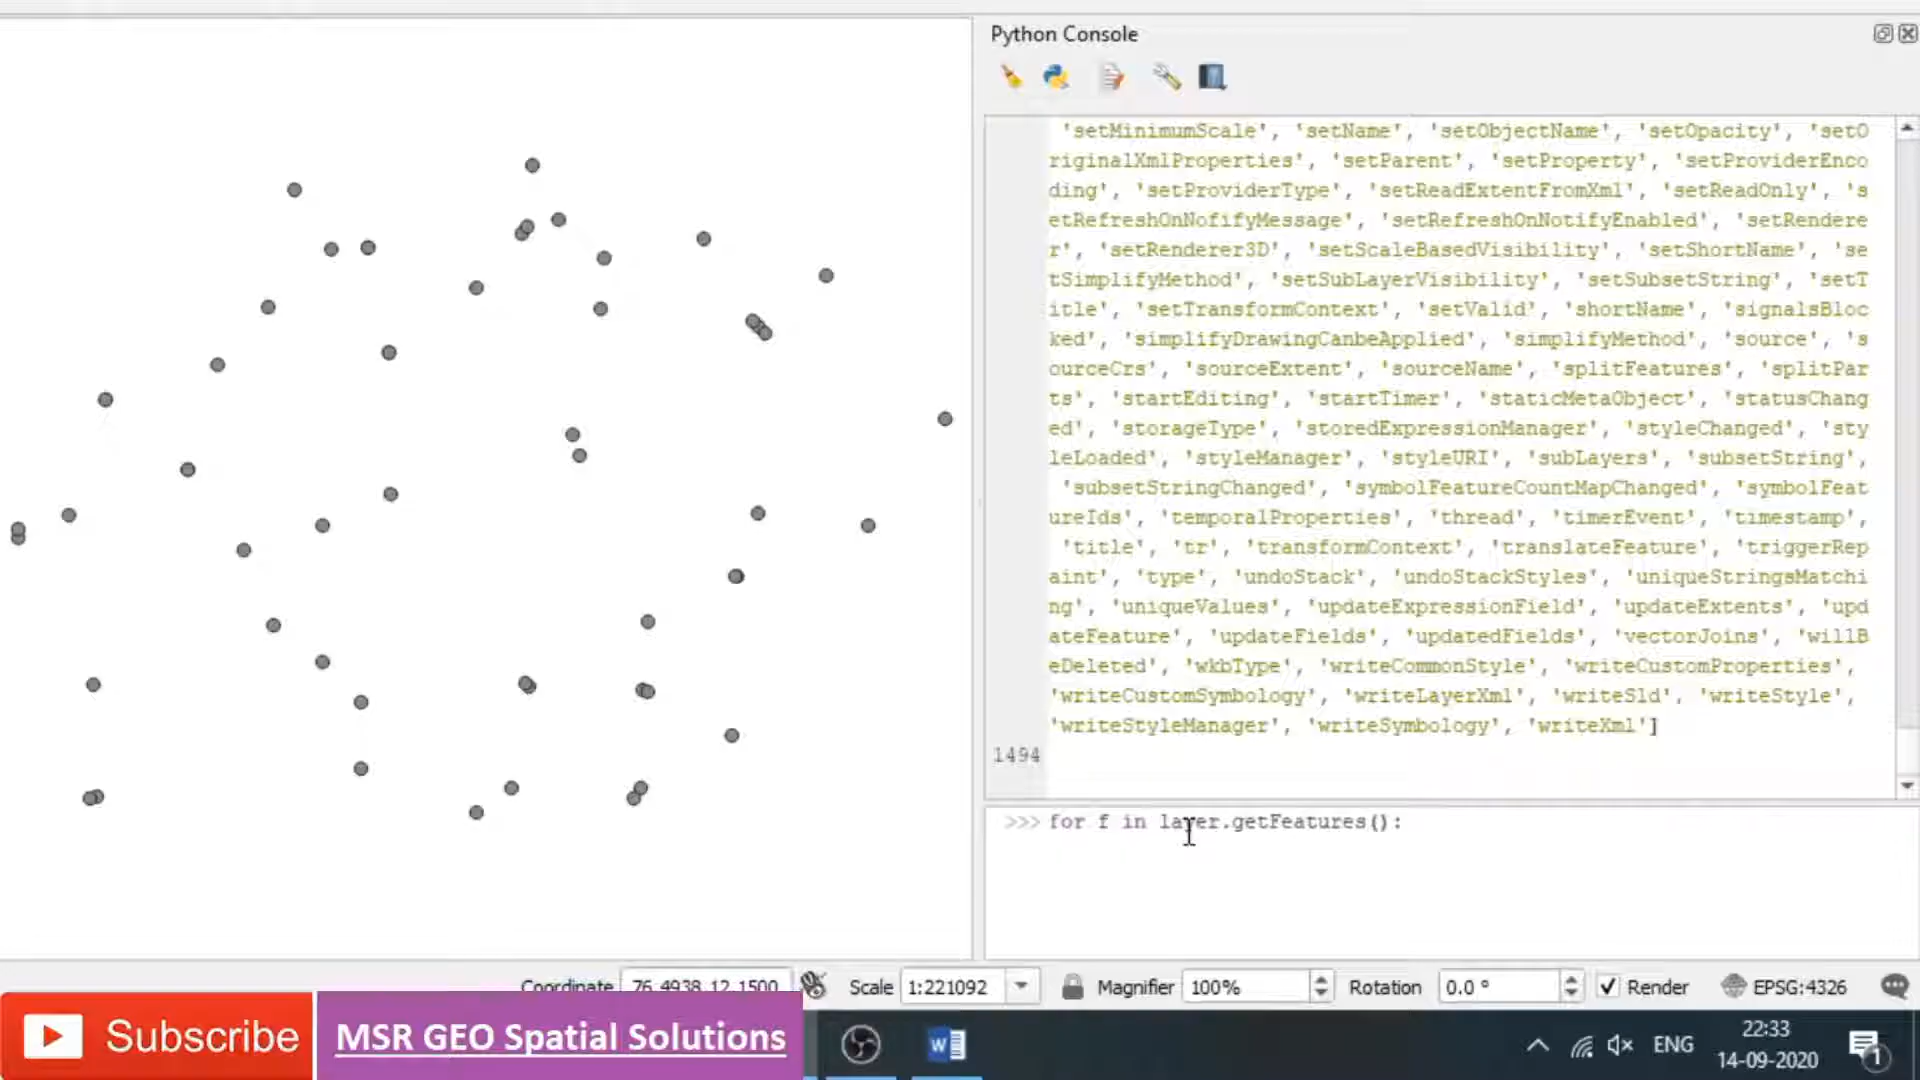 Python Console
'setMinimumScale', 'setName', 'setObjectName', 'setOpacity', 'setO
riginalXmlProperties', 'setParent', 'setProperty', 'setProviderEnco
ding', 'setProviderType', 'setReadExtentFromXml', 'setReadOnly', 's
etRefreshOnNofifyMessage', 'setRefreshOnNotifyEnabled', 'setRendere
r', 'setRenderer3D', 'setScaleBasedVisibility', 'setShortName', 'se
tSimplifyMethod', 'setSubLayerVisibility', 'setSubsetString', 'setT
itle', 'setTransformContext', 'setValid', 'shortName', 'signalsBloc
ked', 'simplifyDrawingCanbeApplied', 'simplifyMethod', 'source', 's
ourceCrs', 'sourceExtent', 'sourceName', 'splitFeatures', 'splitPar
ts', 'startEditing', 'startTimer', 'staticMetaObject', 'statusChang
ed', 'storageType', 'storedExpressionManager', 'styleChanged', 'sty
leLoaded', 'styleManager', 'styleURI', 'subLayers', 'subsetString',
'subsetStringChanged', 'symbolFeatureCountMapChanged', 'symbolFeat
ureIds', 'temporalProperties', 'thread', 'timerEvent', 'timestamp',
'title', 'tr', 'transformContext', 'translateFeature', 'triggerRep
aint', 'type', 'undoStack', 'undoStackStyles', 'uniqueStringsMatchi
ng', 'uniqueValues', 'updateExpressionField', 'updateExtents', 'upd
ateFeature', 'updateFields', 'updatedFields', 'vectorJoins', 'willB
eDeleted', 'wkbType', 'writeCommonStyle', 'writeCustomProperties',
'writeCustomSymbology', 'writeLayerXml', 'writeSld', 'writeStyle',
'writeStyleManager', 'writeSymbology', 'writeXml']
1494
>>> for f in layer.getFeatures():
Coordinate 76.4938,12.1500 Scale 1:221092 Magnifier 100% Rotation 0.0 ° Render EPSG:4326
Subscribe MSR GEO Spatial Solutions
ENG
22:33
14-09-2020
1